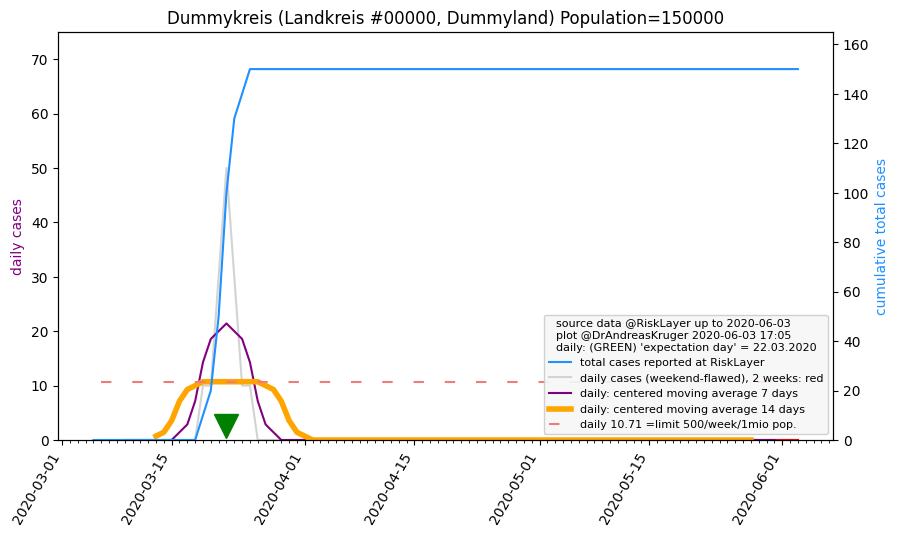 Dummykreis (Landkreis #00000, Dummyland) Population=150000
70
60
50
40
30
20
10
0
daily cases
160
140
120
100
80
60
40
20
0
cumulative total cases
source data @RiskLayer up to 2020-06-03
plot @DrAndreasKruger 2020-06-03 17:05
daily: (GREEN) 'expectation day' = 22.03.2020
total cases reported at RiskLayer
daily cases (weekend-flawed), 2 weeks: red
daily: centered moving average 7 days
daily: centered moving average 14 days
daily 10.71 =limit 500/week/1mio pop.
2020-03-01
2020-03-15
2020-04-01
2020-04-15
2020-05-01
2020-05-15
2020-06-01